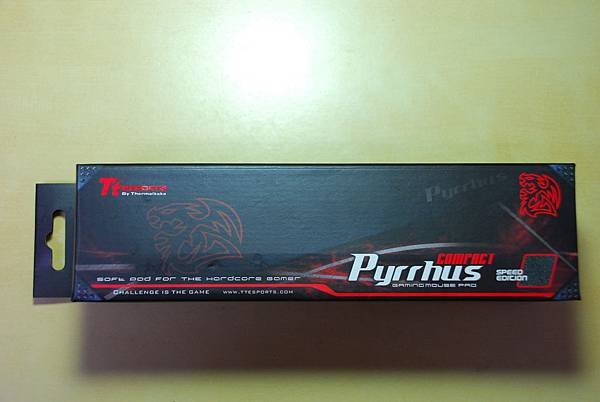 Tt eSPORTS
By Thermaltake
Pyrrhus
COMPACT
Pyrrhus
GAMING MOUSE PAD
SPEED
EDITION
SOFT PAD FOR THE HARDCORE GAMER
CHALLENGE IS THE GAME
WWW.TTESPORTS.COM